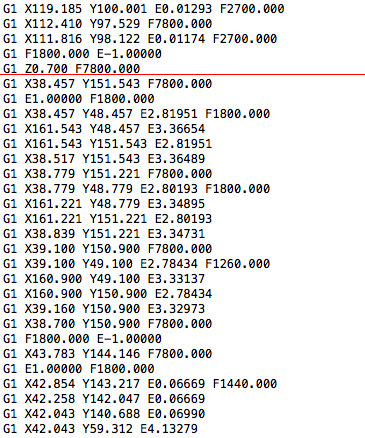 G1 X119.185 Y100.001 E0.01293 F2700.000
G1 X112.410 Y97.529 F7800.000
G1 X111.816 Y98.122 E0.01174 F2700.000
G1 F1800.000 E-1.00000
G1 Z0.700 F7800.000
G1 X38.457 Y151.543 F7800.000
G1 E1.00000 F1800.000
G1 X38.457 Y48.457 E2.81951 F1800.000
G1 X161.543 Y48.457 E3.36654
G1 X161.543 Y151.543 E2.81951
G1 X38.517 Y151.543 E3.36489
G1 X38.779 Y151.221 F7800.000
G1 X38.779 Y48.779 E2.80193 F1800.000
G1 X161.221 Y48.779 E3.34895
G1 X161.221 Y151.221 E2.80193
G1 X38.839 Y151.221 E3.34731
G1 X39.100 Y150.900 F7800.000
G1 X39.100 Y49.100 E2.78434 F1260.000
G1 X160.900 Y49.100 E3.33137
G1 X160.900 Y150.900 E2.78434
G1 X39.160 Y150.900 E3.32973
G1 X38.700 Y150.900 F7800.000
G1 F1800.000 E-1.00000
G1 X43.783 Y144.146 F7800.000
G1 E1.00000 F1800.000
G1 X42.854 Y143.217 E0.06669 F1440.000
G1 X42.258 Y142.047 E0.06669
G1 X42.043 Y140.688 E0.06990
G1 X42.043 Y59.312 E4.13279